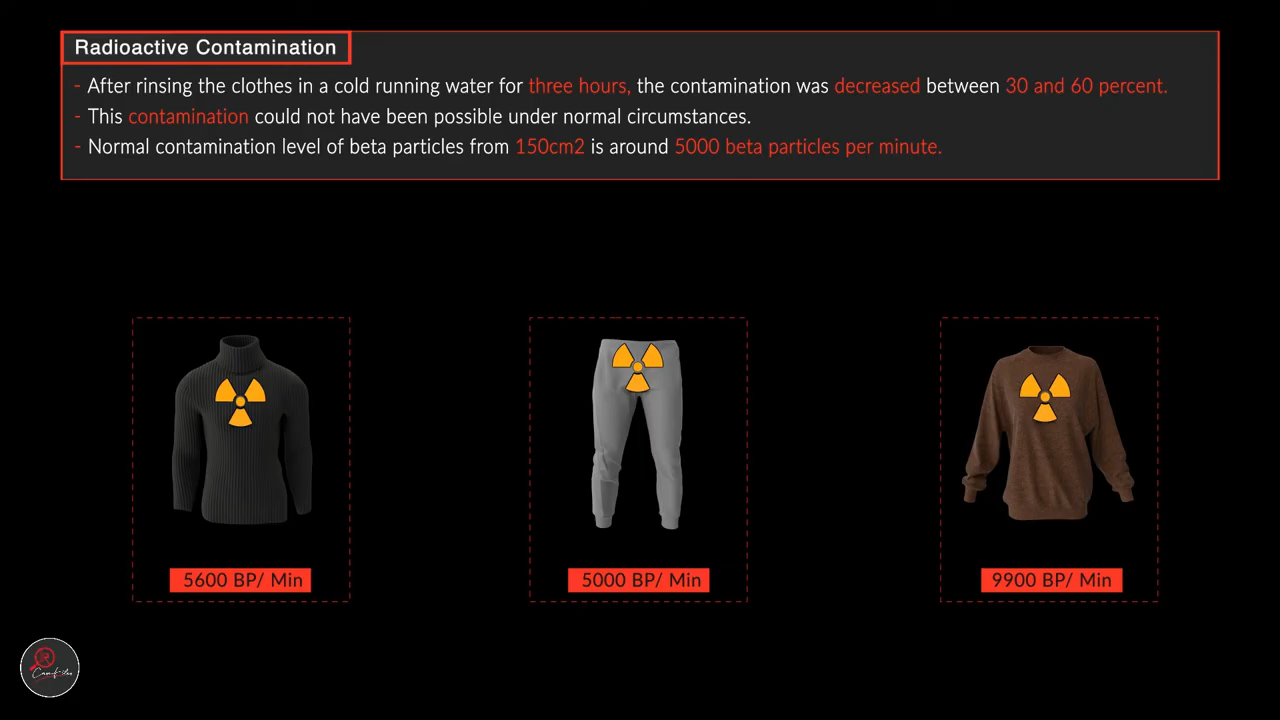 Radioactive Contamination
- After rinsing the clothes in a cold running water for three hours, the contamination was decreased between 30 and 60 percent.
- This contamination could not have been possible under normal circumstances.
- Normal contamination level of beta particles from 150cm2 is around 5000 beta particles per minute.
5600 BP/ Min
5000 BP/ Min
9900 BP/ Min